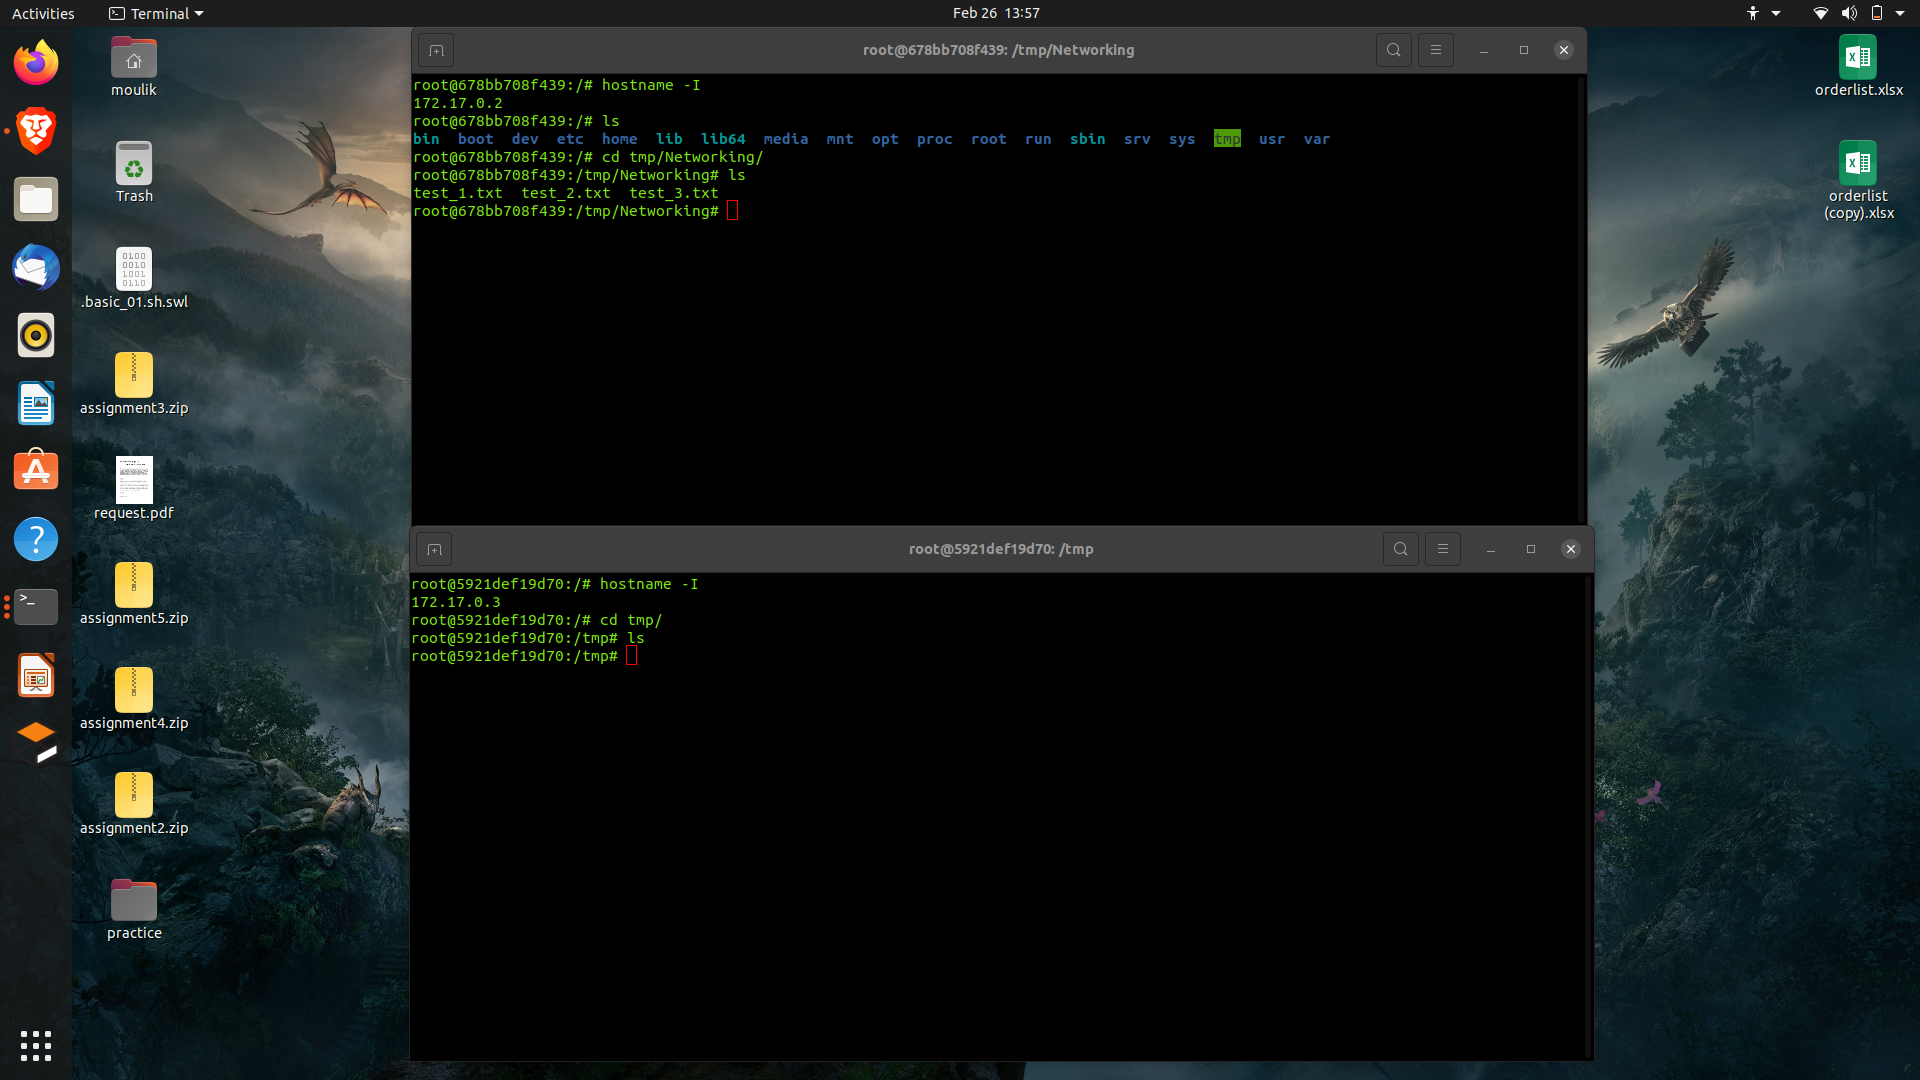 Activities
Terminal
Feb 26 13:57
moulik
Trash
.basic_01.sh.swl
assignment3.zip
request.pdf
assignment5.zip
assignment4.zip
assignment2.zip
practice
root@678bb708f439: /tmp/Networking
root@678bb708f439:/# hostname -I
172.17.0.2
root@678bb708f439:/# ls
bin boot dev etc home lib lib64 media mnt opt proc root run sbin srv sys tmp usr var
root@678bb708f439:/# cd tmp/Networking/
root@678bb708f439:/tmp/Networking# ls
test_1.txt test_2.txt test_3.txt
root@678bb708f439:/tmp/Networking#
root@5921def19d70: /tmp
root@5921def19d70:/# hostname -I
172.17.0.3
root@5921def19d70:/# cd tmp/
root@5921def19d70:/tmp# ls
root@5921def19d70:/tmp#
orderlist.xlsx
orderlist
(copy).xlsx